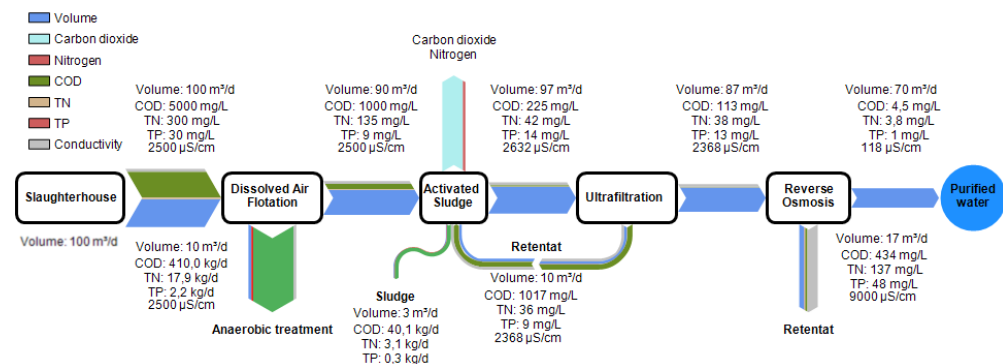 Volume
Carbon dioxide
Nitrogen
COD
TN
TP
Conductivity
Volume: 100 m³/d
COD: 5000 mg/L
TN: 300 mg/L
TP: 30 mg/L
2500 µS/cm
Volume: 90 m³/d
COD: 1000 mg/L
TN: 135 mg/L
TP: 9 mg/L
2500 µS/cm
Carbon dioxide
Nitrogen
Volume: 97 m³/d
COD: 225 mg/L
TN: 42 mg/L
TP: 14 mg/L
2632 µS/cm
Volume: 87 m³/d
COD: 113 mg/L
TN: 38 mg/L
TP: 13 mg/L
2368 µS/cm
Volume: 70 m³/d
COD: 4,5 mg/L
TN: 3,8 mg/L
TP: 1 mg/L
118 µS/cm
Slaughterhouse
Dissolved Air
Flotation
Activated
Sludge
Ultrafiltration
Reverse
Osmosis
Purified
water
Volume: 100 m³/d
Volume: 10 m³/d
COD: 410,0 kg/d
TN: 17,9 kg/d
TP: 2,2 kg/d
2500 µS/cm
Anaerobic treatment
Sludge
Volume: 3 m³/d
COD: 40,1 kg/d
TN: 3,1 kg/d
TP: 0,3 kg/d
Retentat
Volume: 10 m³/d
COD: 1017 mg/L
TN: 36 mg/L
TP: 9 mg/L
2368 µS/cm
Volume: 17 m³/d
COD: 434 mg/L
TN: 137 mg/L
TP: 48 mg/L
9000 µS/cm
Retentat